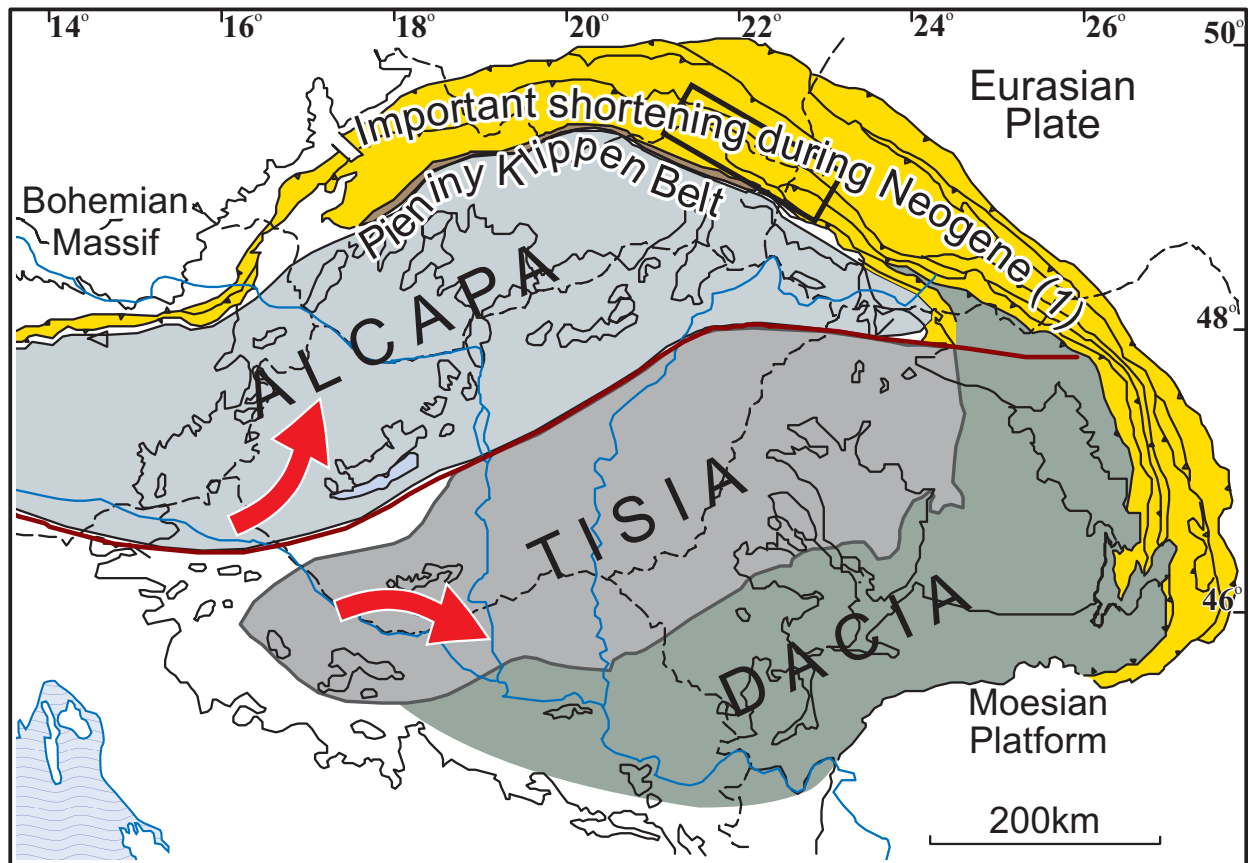 14° 16° 18° 20° 22° 24° 26° 50°
Eurasian
Plate
Important shortening during Neogene (1)
Pieniny Klippen Belt
Bohemian
Massif
ALCAPA
48°
TISIA
46°
DACIA
Moesian
Platform
200km